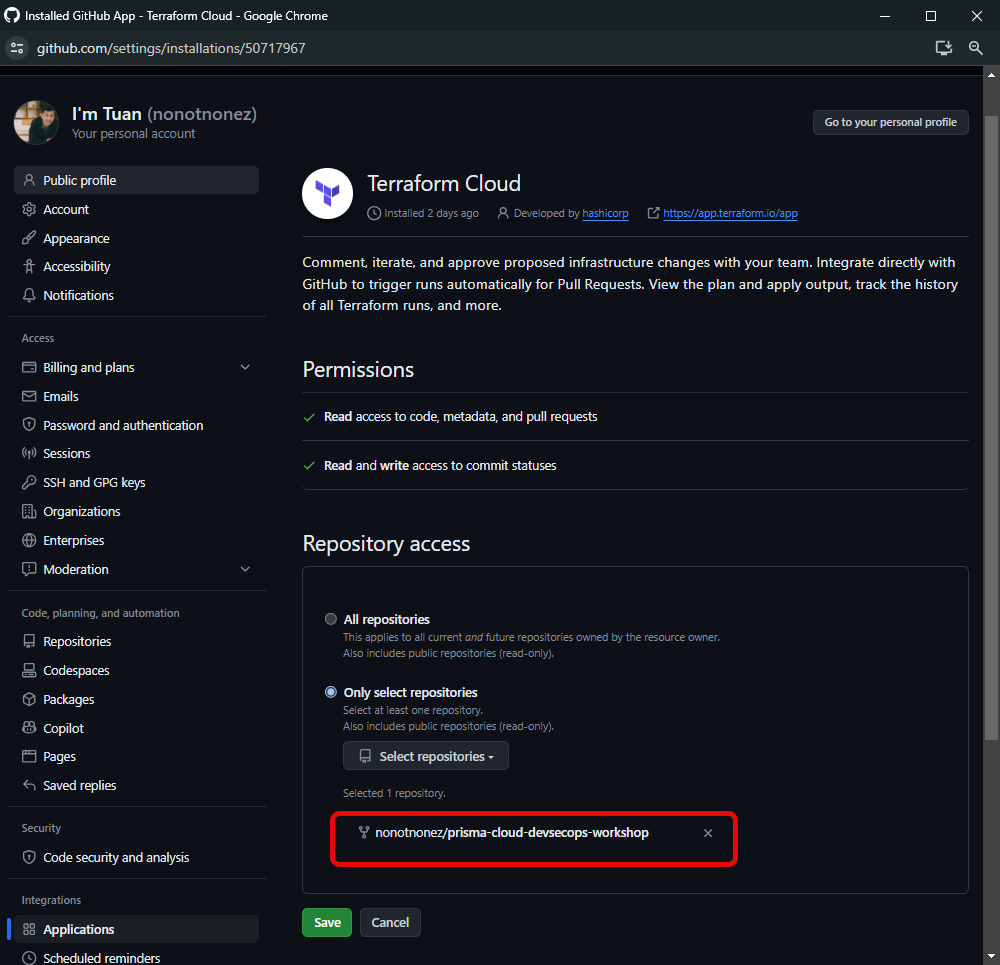 Installed GitHub App - Terraform Cloud - Google Chrome
github.com/settings/installations/50717967
I'm Tuan (nonotnonez)
Your personal account
Go to your personal profile
Public profile
Account
Appearance
Accessibility
Notifications
Access
Billing and plans
Emails
Password and authentication
Sessions
SSH and GPG keys
Organizations
Enterprises
Moderation
Code, planning, and automation
Repositories
Codespaces
Packages
Copilot
Pages
Saved replies
Security
Code security and analysis
Integrations
Applications
Scheduled reminders
Terraform Cloud
Installed 2 days ago Developed by hashicorp https://app.terraform.io/app
Comment, iterate, and approve proposed infrastructure changes with your team. Integrate directly with
GitHub to trigger runs automatically for Pull Requests. View the plan and apply output, track the history
of all Terraform runs, and more.
Permissions
Read access to code, metadata, and pull requests
Read and write access to commit statuses
Repository access
All repositories
This applies to all current and future repositories owned by the resource owner.
Also includes public repositories (read-only).
Only select repositories
Select at least one repository.
Also includes public repositories (read-only).
Select repositories
Selected 1 repository.
nonotnonez/prisma-cloud-devsecops-workshop
Save Cancel